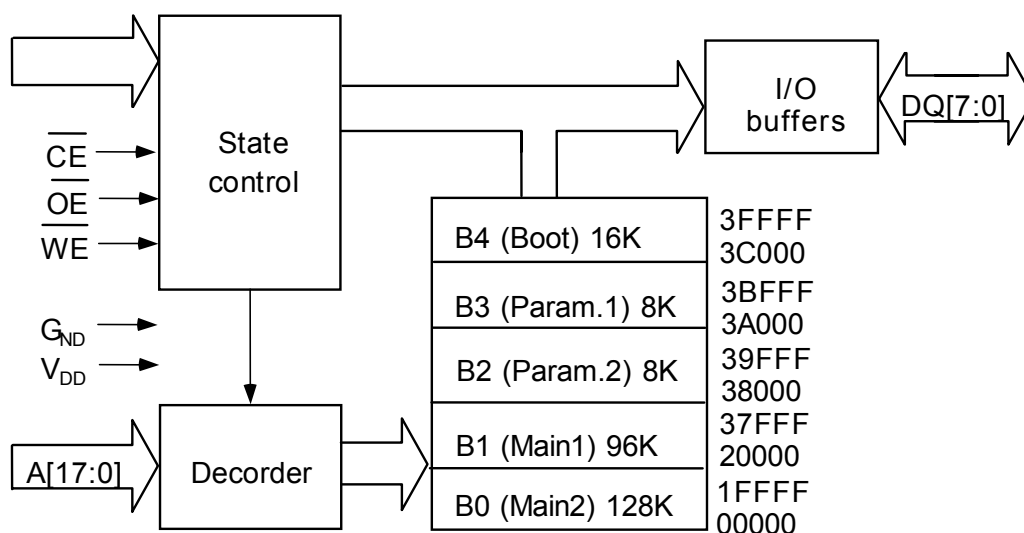 I/O
buffers
DQ[7:0]
State
control
CE
OE
WE
GND
VDD
B4 (Boot) 16K
3FFFF
3C000
B3 (Param.1) 8K
3BFFF
3A000
B2 (Param.2) 8K
39FFF
38000
B1 (Main1) 96K
37FFF
20000
B0 (Main2) 128K
1FFFF
00000
A[17:0]
Decorder